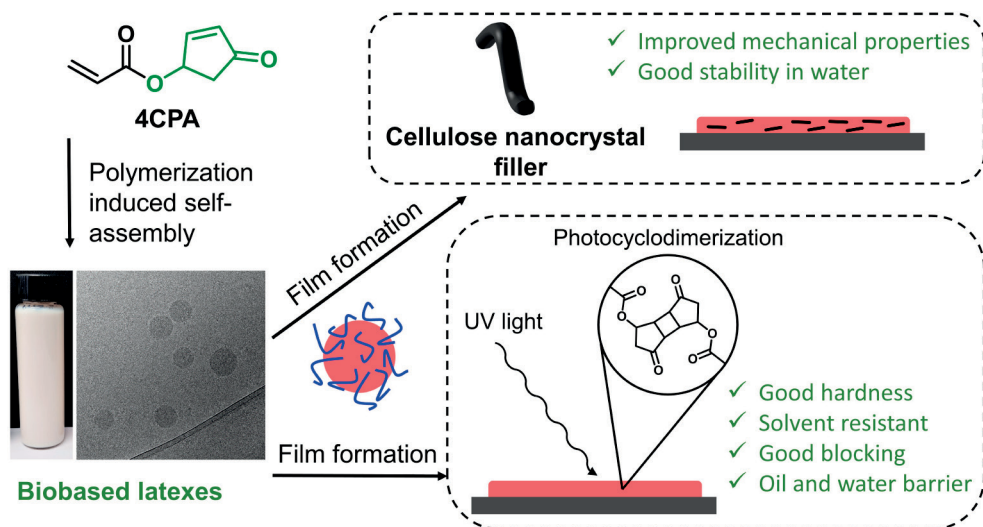 O
O
O
4CPA
Polymerization
induced self-
assembly
Biobased latexes
Film formation
Film formation
Cellulose nanocrystal
filler
✓ Improved mechanical properties
✓ Good stability in water
Photocyclodimerization
UV light
O
O
O
O
O
O
✓ Good hardness
✓ Solvent resistant
✓ Good blocking
✓ Oil and water barrier